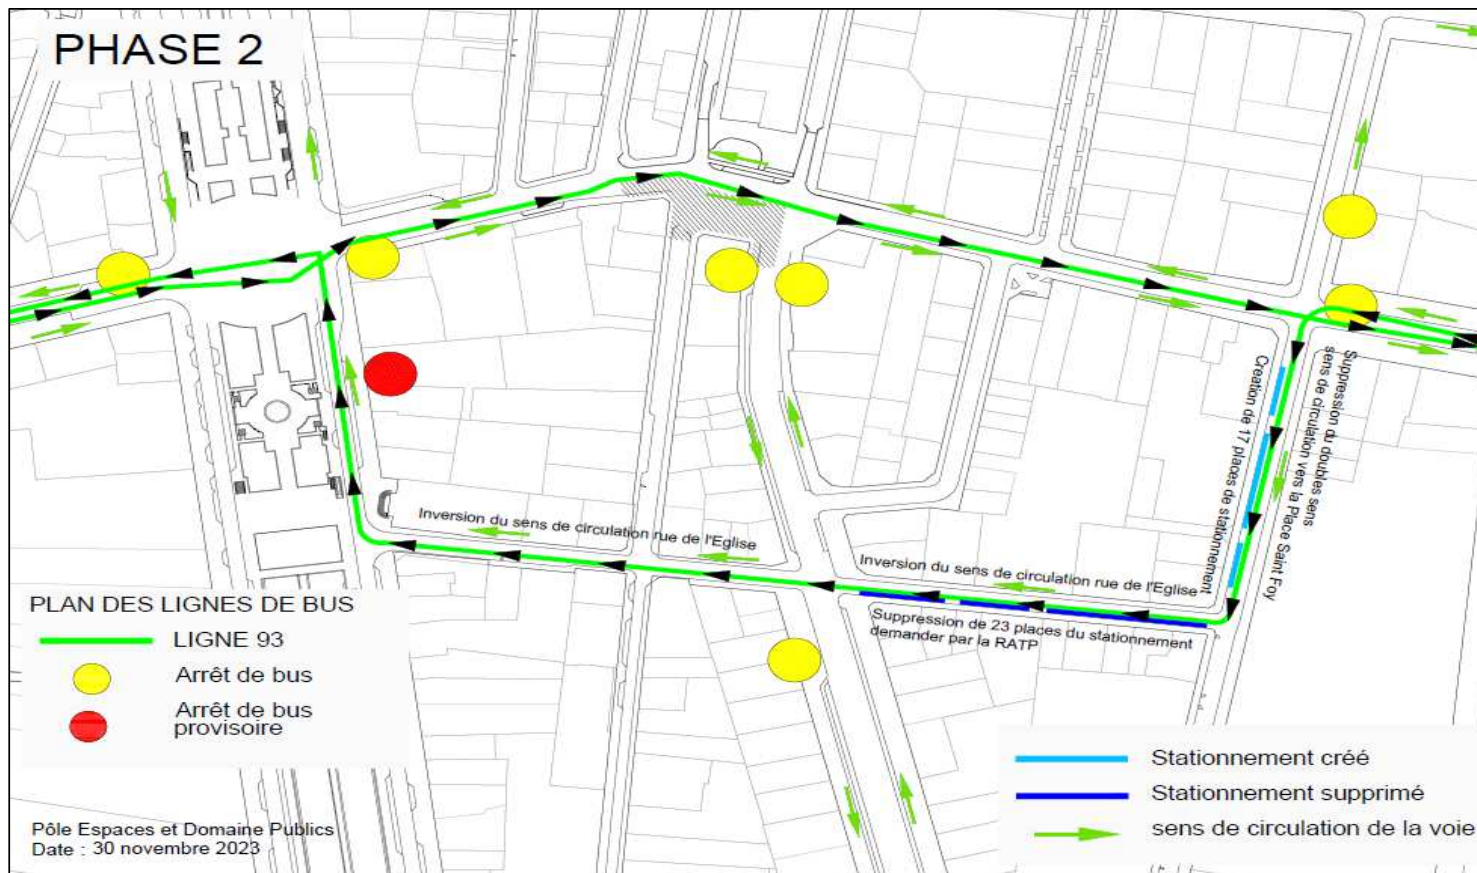 PHASE 2
Suppression du doubles sens
sens de circulation vers la Place Saint Foy
Creation de 17 places de stationnement
Inversion du sens de circulation rue de l'Eglise
Inversion du sens de circulation rue de l'Eglise
Suppression de 23 places du stationnement
demander par la RATP
PLAN DES LIGNES DE BUS
LIGNE 93
Arrêt de bus
Arrêt de bus
provisoire
Stationnement créé
Stationnement supprimé
sens de circulation de la voie
Pôle Espaces et Domaine Publics
Date : 30 novembre 2023